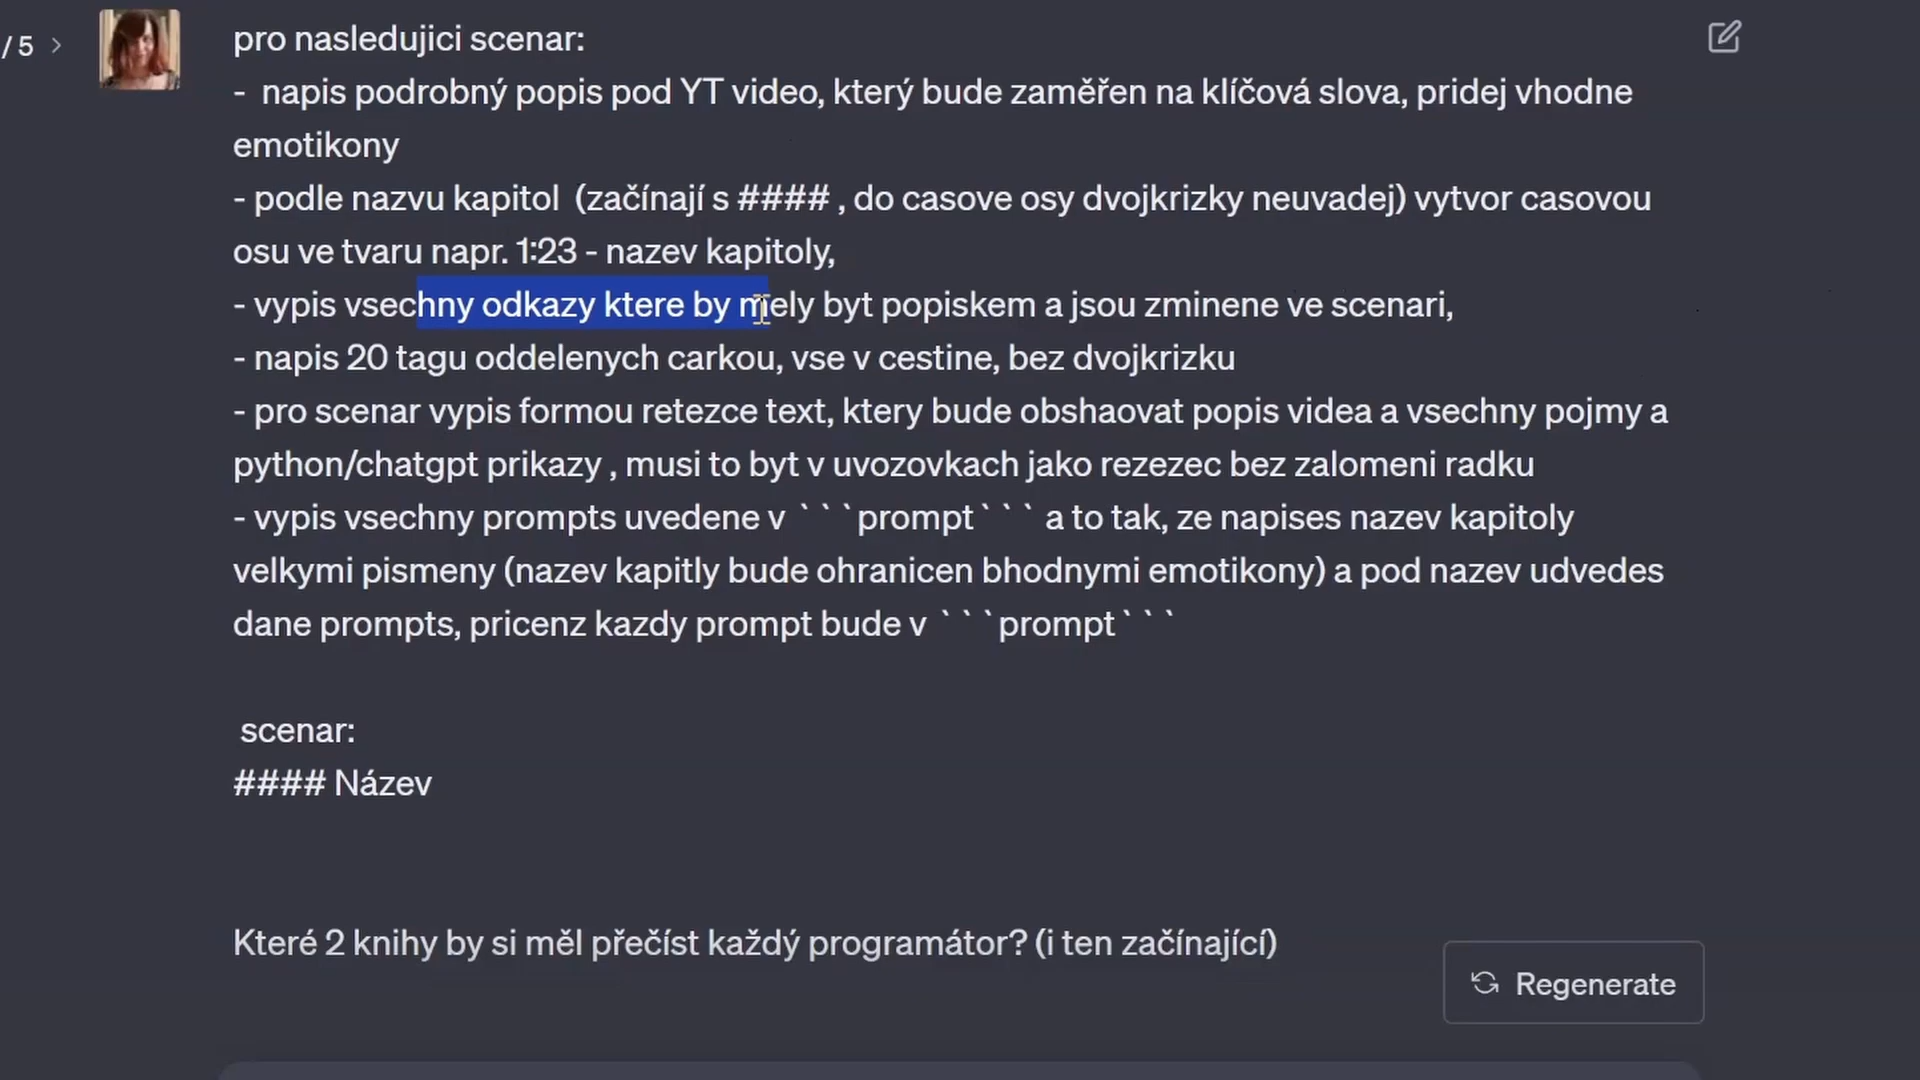 / 5 >
pro nasledujici scenar:
- napis podrobný popis pod YT video, který bude zaměřen na klíčová slova, pridej vhodne
emotikony
- podle nazvu kapitol (začínají s #### , do casove osy dvojkrizky neuvadej) vytvor casovou
osu ve tvaru napr. 1:23 - nazev kapitoly,
- vypis vsechny odkazy ktere by mely byt popiskem a jsou zminene ve scenari,
- napis 20 tagu oddelenych carkou, vse v cestine, bez dvojkrizku
- pro scenar vypis formou retezce text, ktery bude obshaovat popis videa a vsechny pojmy a
python/chatgpt prikazy , musi to byt v uvozovkach jako rezezec bez zalomeni radku
- vypis vsechny prompts uvedene v ```prompt``` a to tak, ze napises nazev kapitoly
velkymi pismeny (nazev kapitly bude ohranicen bhodnymi emotikony) a pod nazev udvedes
dane prompts, pricenz kazdy prompt bude v ```prompt```
scenar:
#### Název
Které 2 knihy by si měl přečíst každý programátor? (i ten začínající)
Regenerate